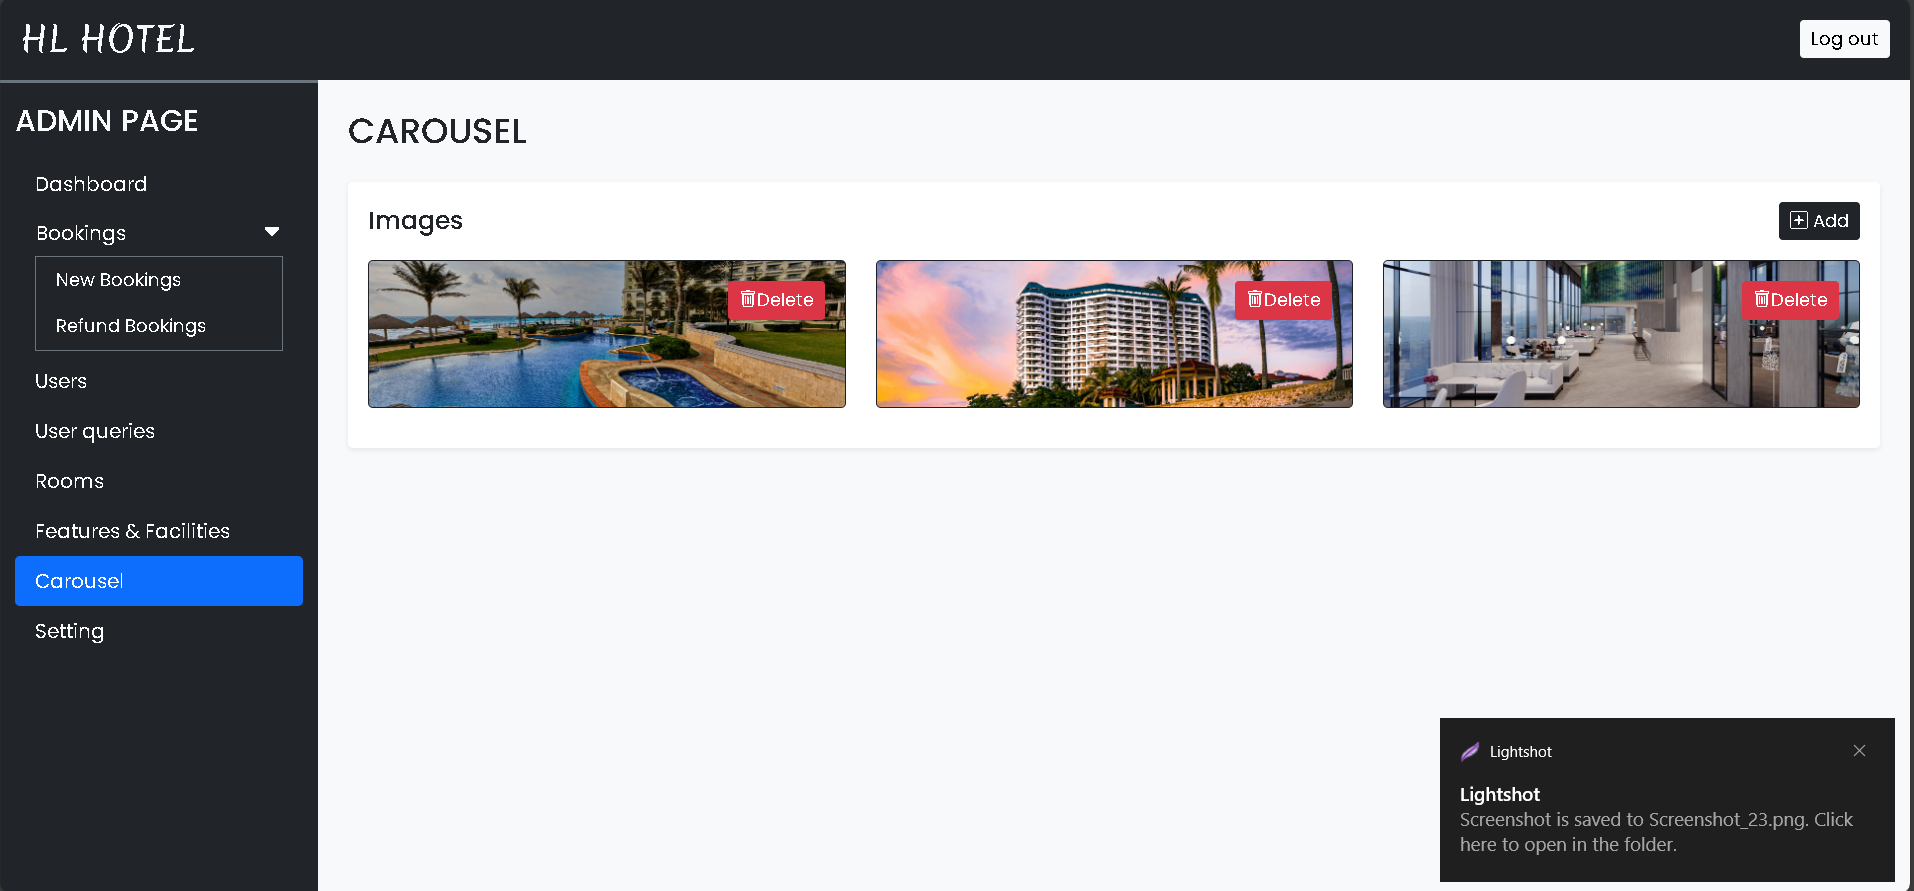 HL HOTEL
Log out
ADMIN PAGE
Dashboard
Bookings
New Bookings
Refund Bookings
Users
User queries
Rooms
Features & Facilities
Carousel
Setting
CAROUSEL
Images
Add
Delete
Delete
Delete
Lightshot
Lightshot
Screenshot is saved to Screenshot_23.png. Click
here to open in the folder.